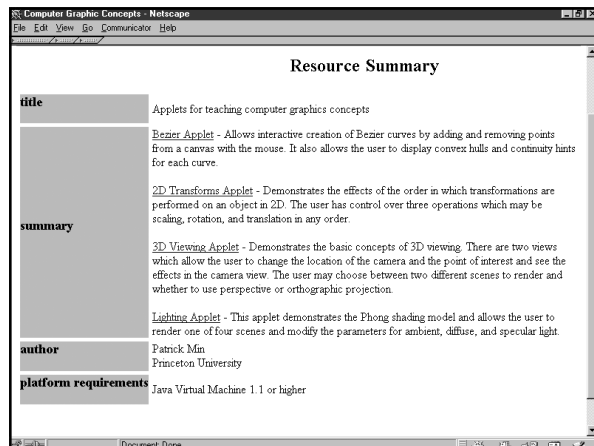 Computer Graphic Concepts - Netscape
File Edit View Go Communicator Help
Resource Summary
title
Applets for teaching computer graphics concepts
summary
Bezier Applet - Allows interactive creation of Bezier curves by adding and removing points
from a canvas with the mouse. It also allows the user to display convex hulls and continuity hints
for each curve.
2D Transforms Applet - Demonstrates the effects of the order in which transformations are
performed on an object in 2D. The user has control over three operations which may be
scaling, rotation, and translation in any order.
3D Viewing Applet - Demonstrates the basic concepts of 3D viewing. There are two views
which allow the user to change the location of the camera and the point of interest and see the
effects in the camera view. The user may choose between two different scenes to render and
whether to use perspective or orthographic projection.
Lighting Applet - This applet demonstrates the Phong shading model and allows the user to
render one of four scenes and modify the parameters for ambient, diffuse, and specular light.
author
Patrick Min
Princeton University
platform requirements
Java Virtual Machine 1.1 or higher
Document: Done